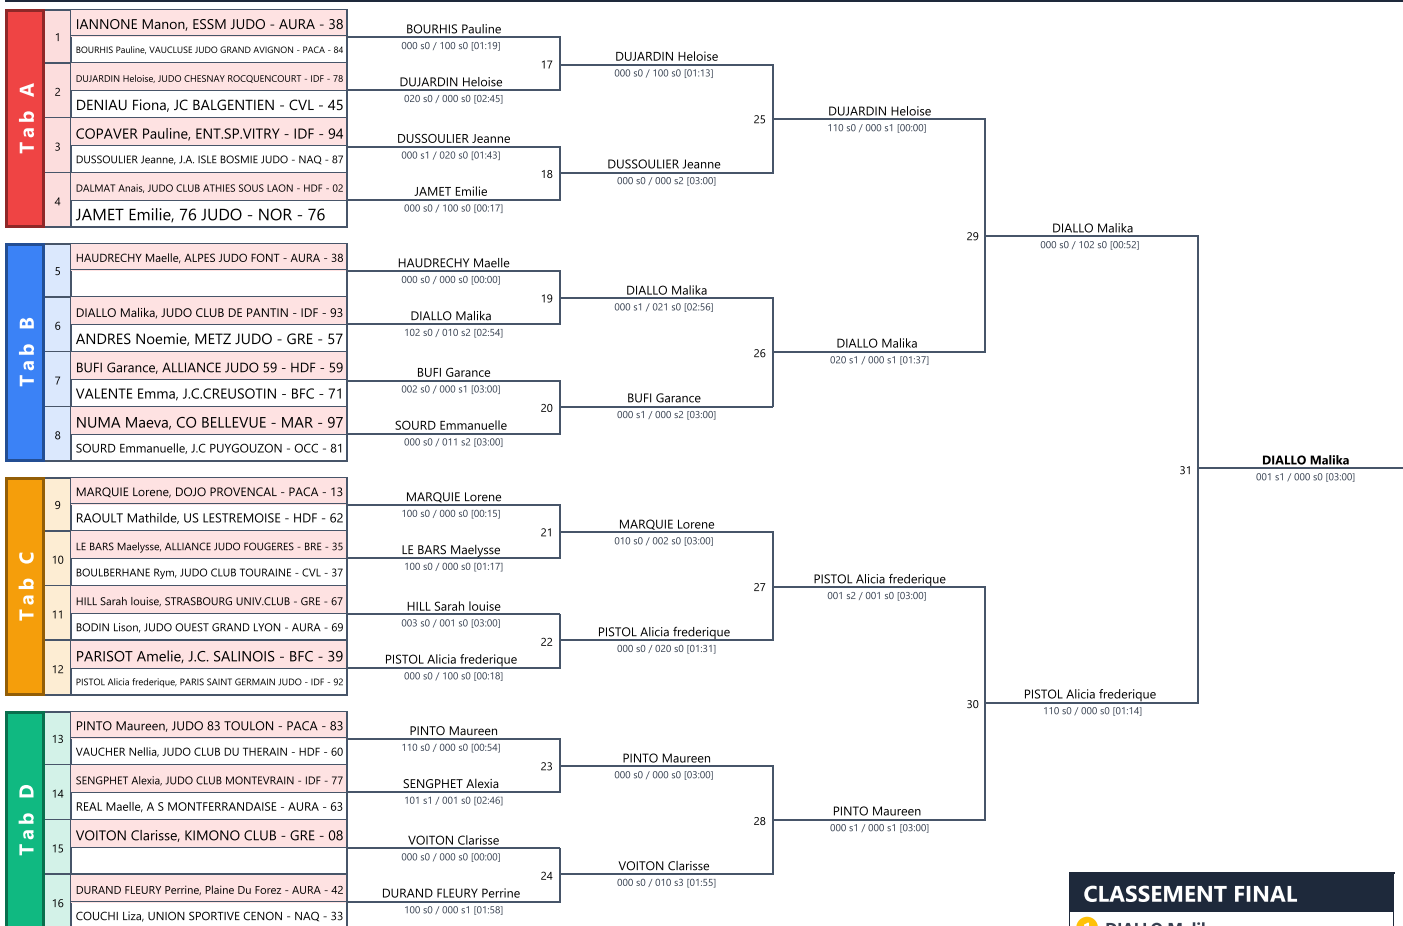 Tab A
1
IANNONE Manon, ESSM JUDO - AURA - 38
BOURHIS Pauline, VAUCLUSE JUDO GRAND AVIGNON - PACA - 84
2
DUJARDIN Heloise, JUDO CHESNAY ROCQUENCOURT - IDF - 78
DENIAU Fiona, JC BALGENTIEN - CVL - 45
3
COPAVER Pauline, ENT.SP.VITRY - IDF - 94
DUSSOULIER Jeanne, J.A. ISLE BOSMIE JUDO - NAQ - 87
4
DALMAT Anais, JUDO CLUB ATHIES SOUS LAON - HDF - 02
JAMET Emilie, 76 JUDO - NOR - 76
Tab B
5
HAUDRECHY Maelle, ALPES JUDO FONT - AURA - 38
6
DIALLO Malika, JUDO CLUB DE PANTIN - IDF - 93
ANDRES Noemie, METZ JUDO - GRE - 57
7
BUFI Garance, ALLIANCE JUDO 59 - HDF - 59
VALENTE Emma, J.C.CREUSOTIN - BFC - 71
8
NUMA Maeva, CO BELLEVUE - MAR - 97
SOURD Emmanuelle, J.C PUYGOUZON - OCC - 81
Tab C
9
MARQUIE Lorene, DOJO PROVENCAL - PACA - 13
RAOULT Mathilde, US LESTREMOISE - HDF - 62
10
LE BARS Maelysse, ALLIANCE JUDO FOUGERES - BRE - 35
BOULBERHANE Rym, JUDO CLUB TOURAINE - CVL - 37
11
HILL Sarah louise, STRASBOURG UNIV.CLUB - GRE - 67
BODIN Lison, JUDO OUEST GRAND LYON - AURA - 69
12
PARISOT Amelie, J.C. SALINOIS - BFC - 39
PISTOL Alicia frederique, PARIS SAINT GERMAIN JUDO - IDF - 92
Tab D
13
PINTO Maureen, JUDO 83 TOULON - PACA - 83
VAUCHER Nellia, JUDO CLUB DU THERAIN - HDF - 60
14
SENGPHET Alexia, JUDO CLUB MONTEVRAIN - IDF - 77
REAL Maelle, A S MONTFERRANDAISE - AURA - 63
15
VOITON Clarisse, KIMONO CLUB - GRE - 08
16
DURAND FLEURY Perrine, Plaine Du Forez - AURA - 42
COUCHI Liza, UNION SPORTIVE CENON - NAQ - 33
BOURHIS Pauline
000 s0 / 100 s0 [01:19]
17
DUJARDIN Heloise
020 s0 / 000 s0 [02:45]
DUSSOULIER Jeanne
000 s1 / 020 s0 [01:43]
18
JAMET Emilie
000 s0 / 100 s0 [00:17]
HAUDRECHY Maelle
000 s0 / 000 s0 [00:00]
19
DIALLO Malika
102 s0 / 010 s2 [02:54]
BUFI Garance
002 s0 / 000 s1 [03:00]
20
SOURD Emmanuelle
000 s0 / 011 s2 [03:00]
MARQUIE Lorene
100 s0 / 000 s0 [00:15]
21
LE BARS Maelysse
100 s0 / 000 s0 [01:17]
HILL Sarah louise
003 s0 / 001 s0 [03:00]
22
PISTOL Alicia frederique
000 s0 / 100 s0 [00:18]
PINTO Maureen
110 s0 / 000 s0 [00:54]
23
SENGPHET Alexia
101 s1 / 001 s0 [02:46]
VOITON Clarisse
000 s0 / 000 s0 [00:00]
24
DURAND FLEURY Perrine
100 s0 / 000 s1 [01:58]
DUJARDIN Heloise
000 s0 / 100 s0 [01:13]
25
DUSSOULIER Jeanne
000 s0 / 000 s2 [03:00]
DIALLO Malika
000 s1 / 021 s0 [02:56]
26
BUFI Garance
000 s1 / 000 s2 [03:00]
MARQUIE Lorene
010 s0 / 002 s0 [03:00]
27
PISTOL Alicia frederique
000 s0 / 020 s0 [01:31]
PINTO Maureen
000 s0 / 000 s0 [03:00]
28
VOITON Clarisse
000 s0 / 010 s3 [01:55]
DUJARDIN Heloise
110 s0 / 000 s1 [00:00]
29
DIALLO Malika
020 s1 / 000 s1 [01:37]
PISTOL Alicia frederique
001 s2 / 001 s0 [03:00]
30
PINTO Maureen
000 s1 / 000 s1 [03:00]
DIALLO Malika
000 s0 / 102 s0 [00:52]
31
PISTOL Alicia frederique
110 s0 / 000 s0 [01:14]
DIALLO Malika
001 s1 / 000 s0 [03:00]
CLASSEMENT FINAL
DIALLO Malika